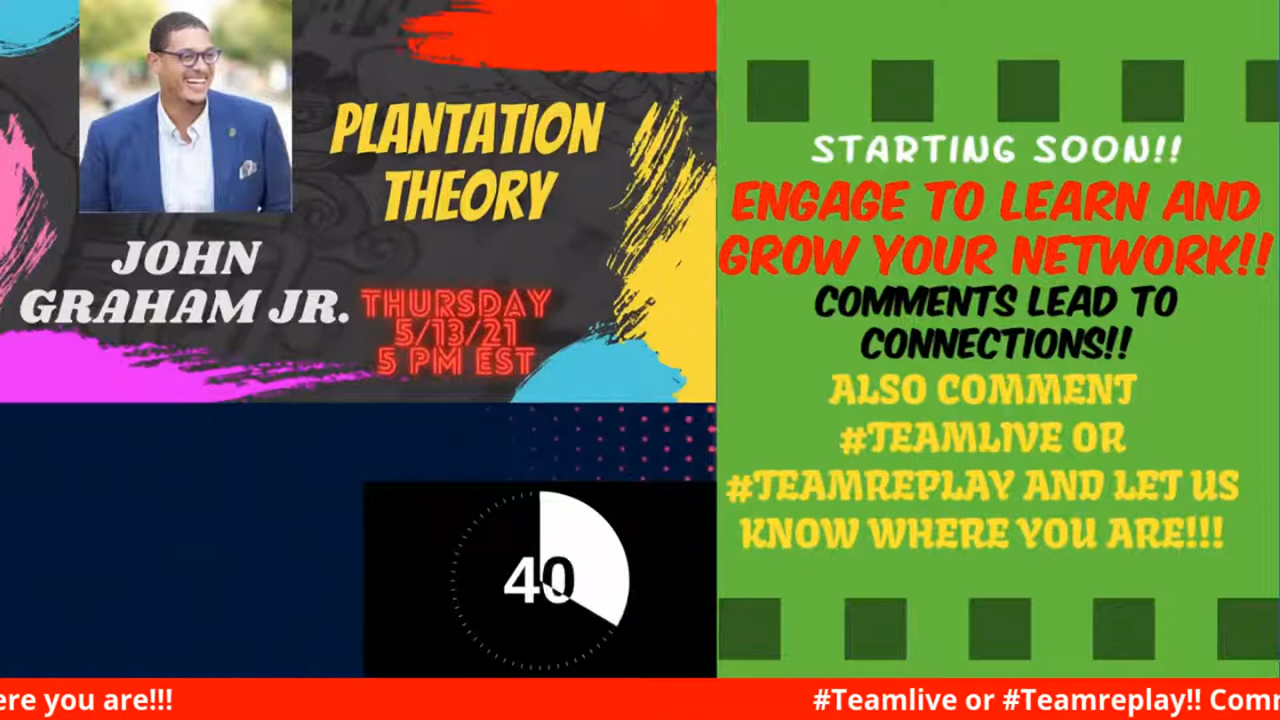 PLANTATION
THEORY
JOHN
GRAHAM JR.
THURSDAY
5/13/21
5 PM EST
40
STARTING SOON!!
ENGAGE TO LEARN AND
GROW YOUR NETWORK!!
COMMENTS LEAD TO
CONNECTIONS!!
ALSO COMMENT
#TEAMLIVE OR
#TEAMREPLAY AND LET US
KNOW WHERE YOU ARE!!!
ere you are!!!
#Teamlive or #Teamreplay!! Com